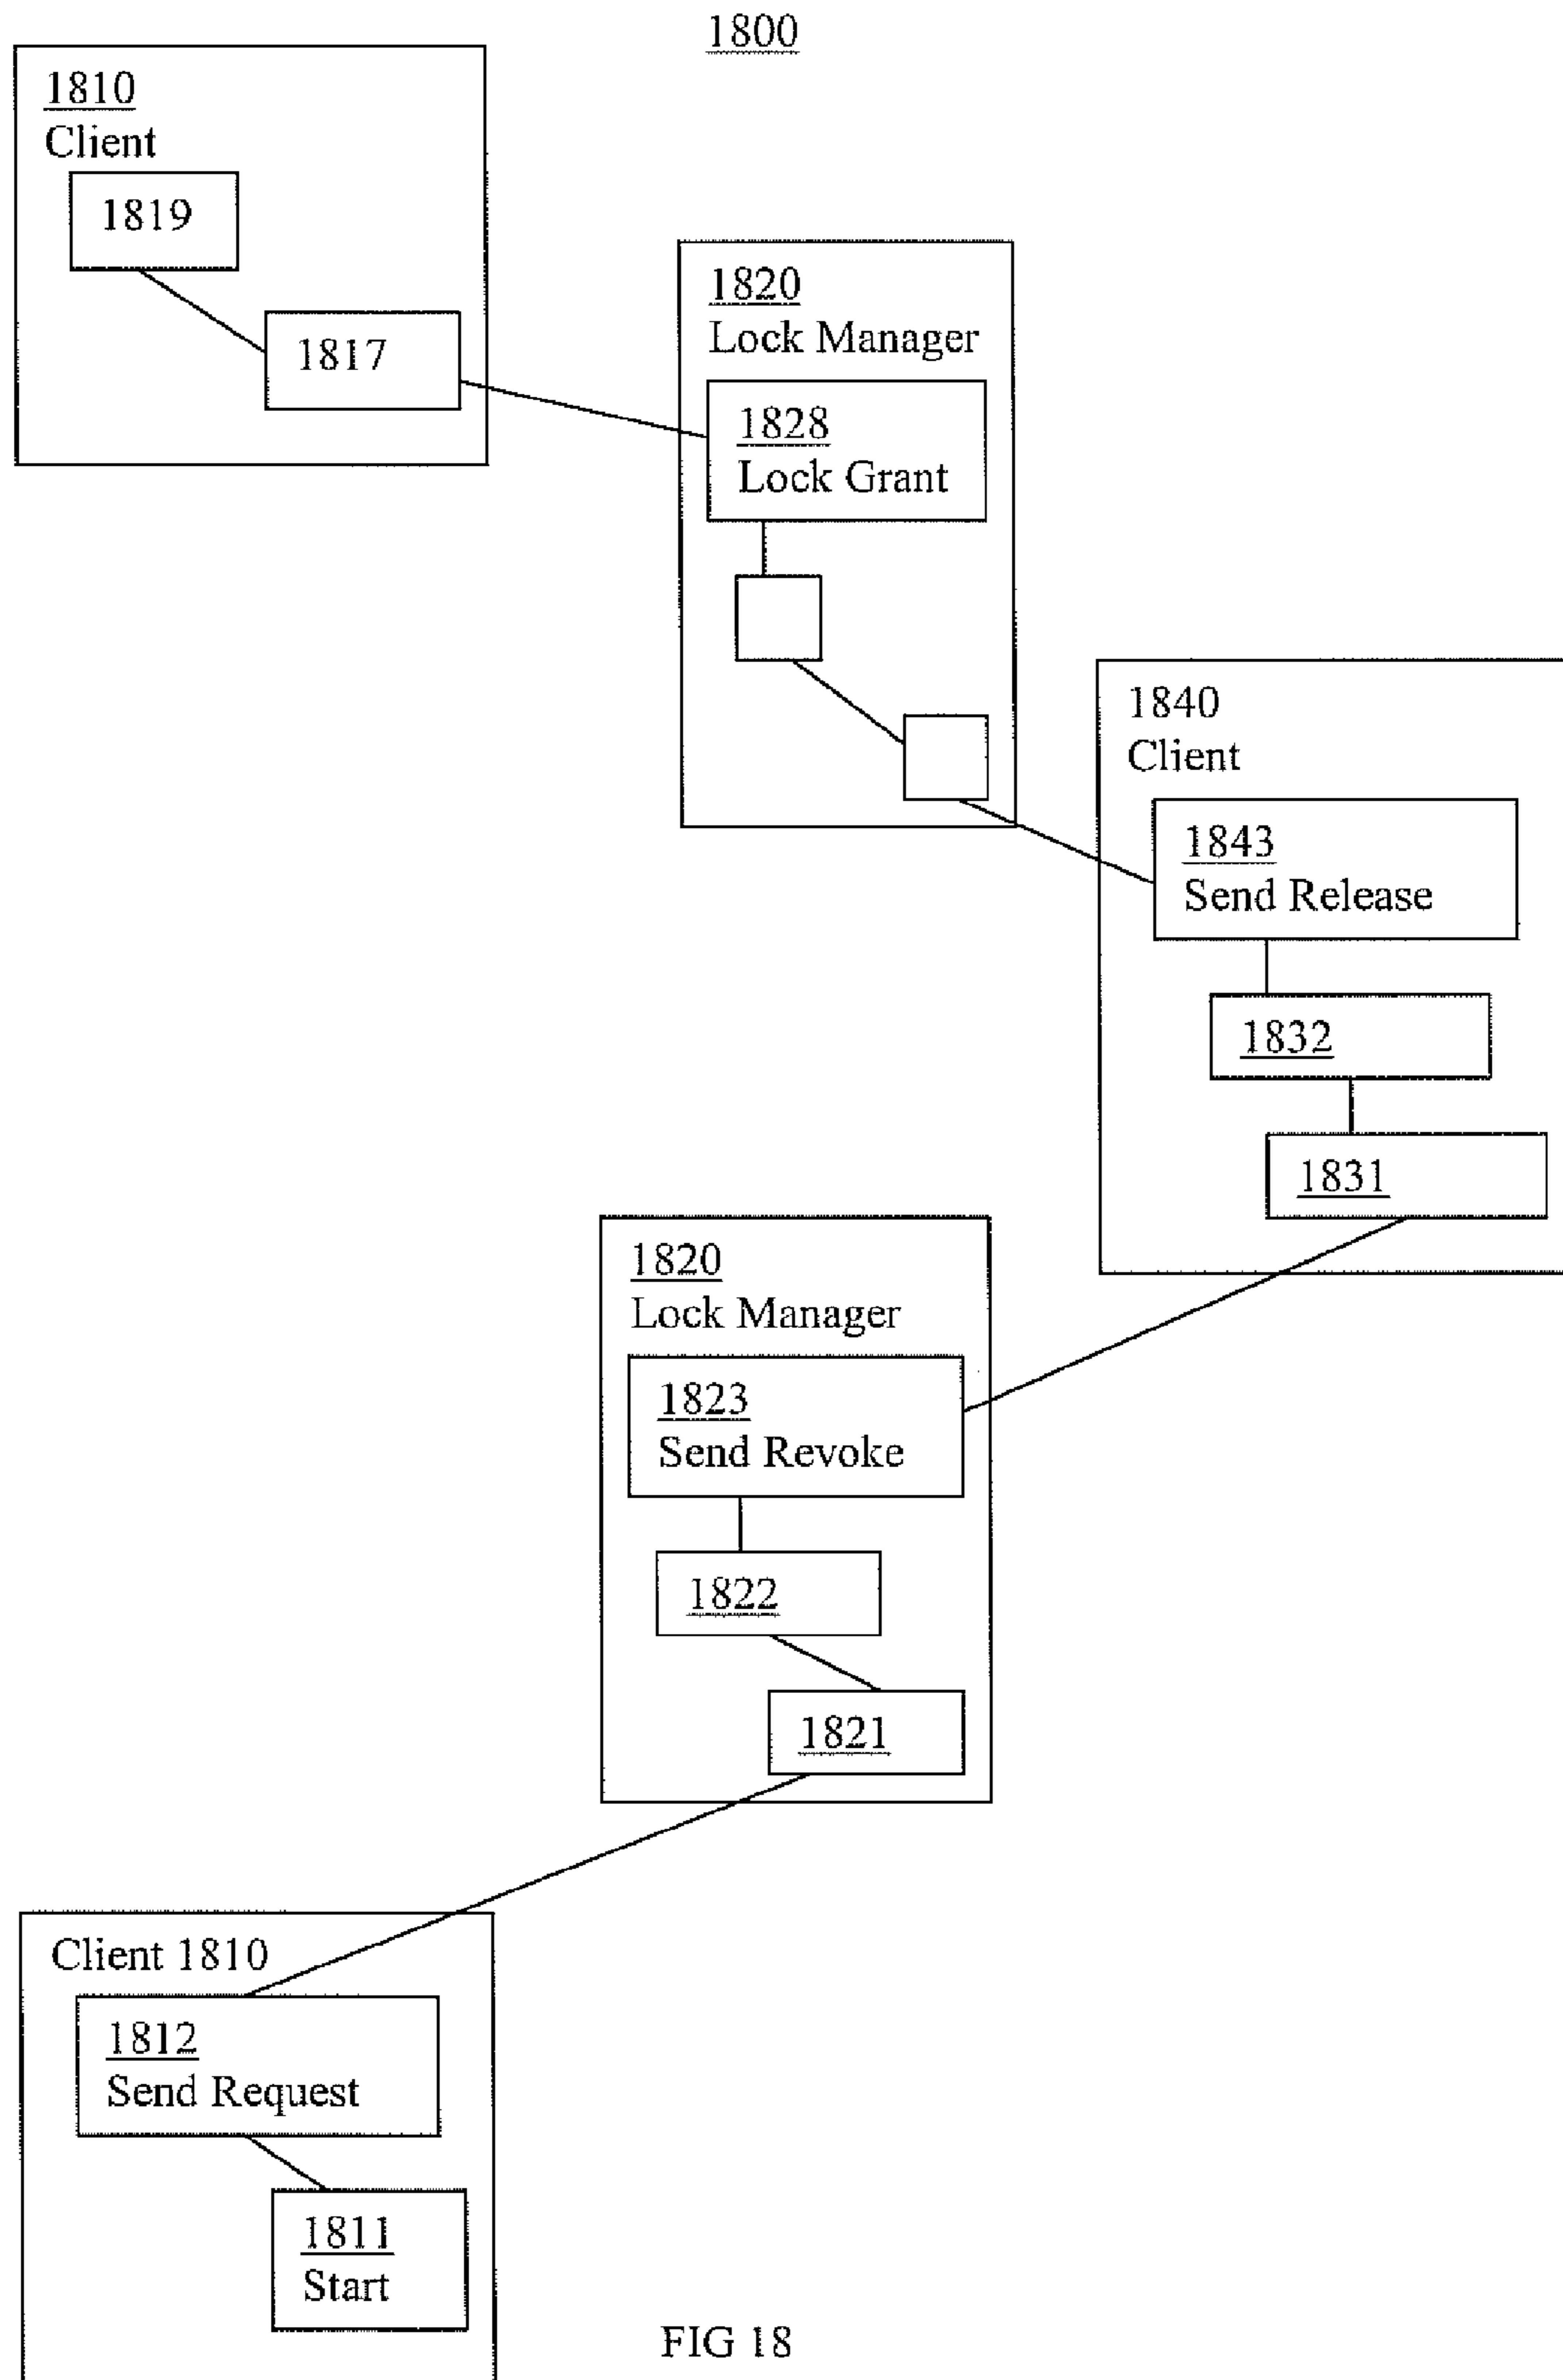 1800
1810
Client
1819
1817
1820
Lock Manager
1828
Lock Grant
1840
Client
1843
Send Release
1832
1831
1820
Lock Manager
1823
Send Revoke
1822
1821
Client 1810
1812
Send Request
1811
Start
FIG 18